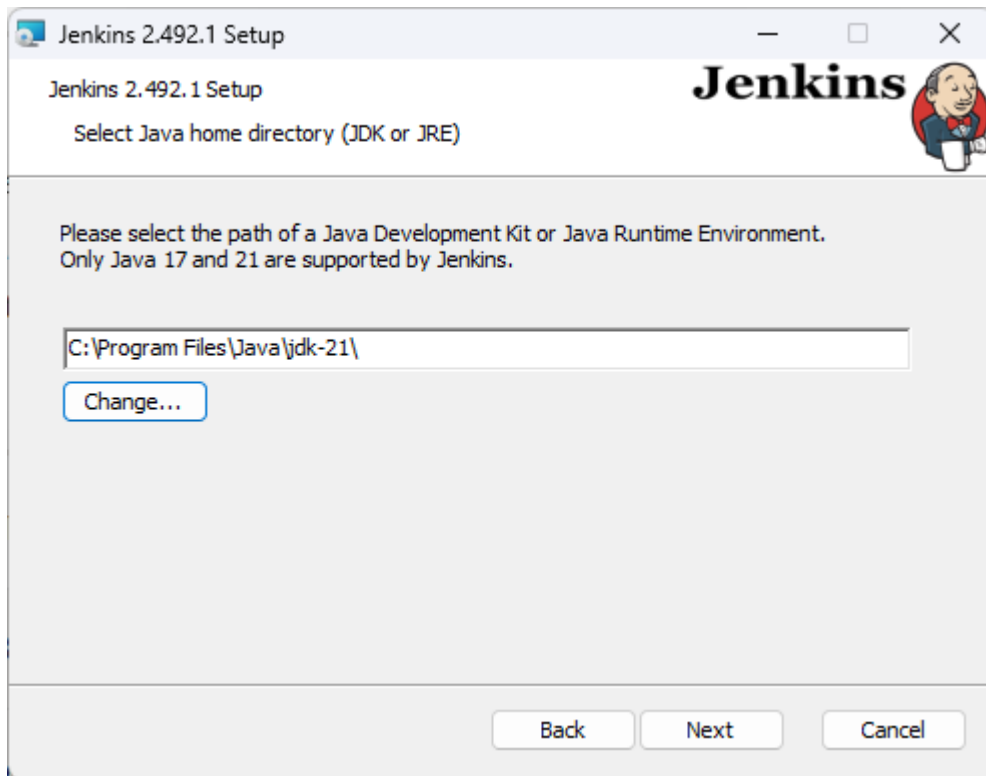 Jenkins 2.492.1 Setup
Jenkins 2.492.1 Setup
Jenkins
Select Java home directory (JDK or JRE)
Please select the path of a Java Development Kit or Java Runtime Environment.
Only Java 17 and 21 are supported by Jenkins.
C:\Program Files\Java\jdk-21\
Change...
Back Next Cancel